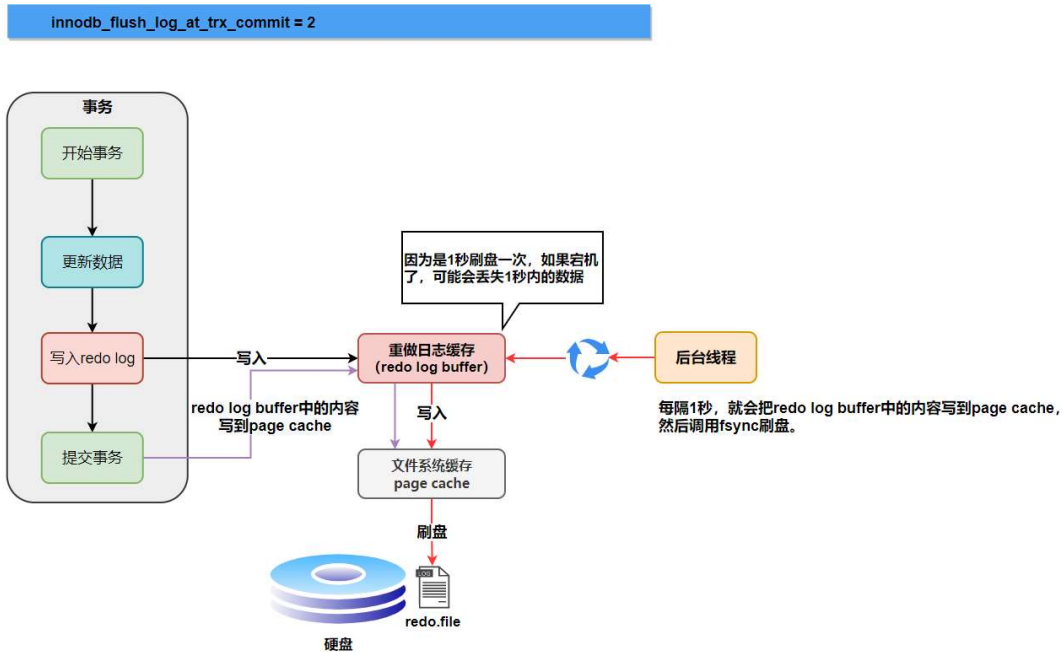 innodb_flush_log_at_trx_commit = 2
事务
开始事务
更新数据
写入redo log
提交事务
写入
redo log buffer中的内容
写到page cache
因为是1秒刷盘一次，如果宕机
了，可能会丢失1秒内的数据
重做日志缓存
（redo log buffer）
后台线程
每隔1秒，就会把redo log buffer中的内容写到page cache，
然后调用fsync刷盘。
写入
文件系统缓存
page cache
刷盘
LOG
redo.file
硬盘